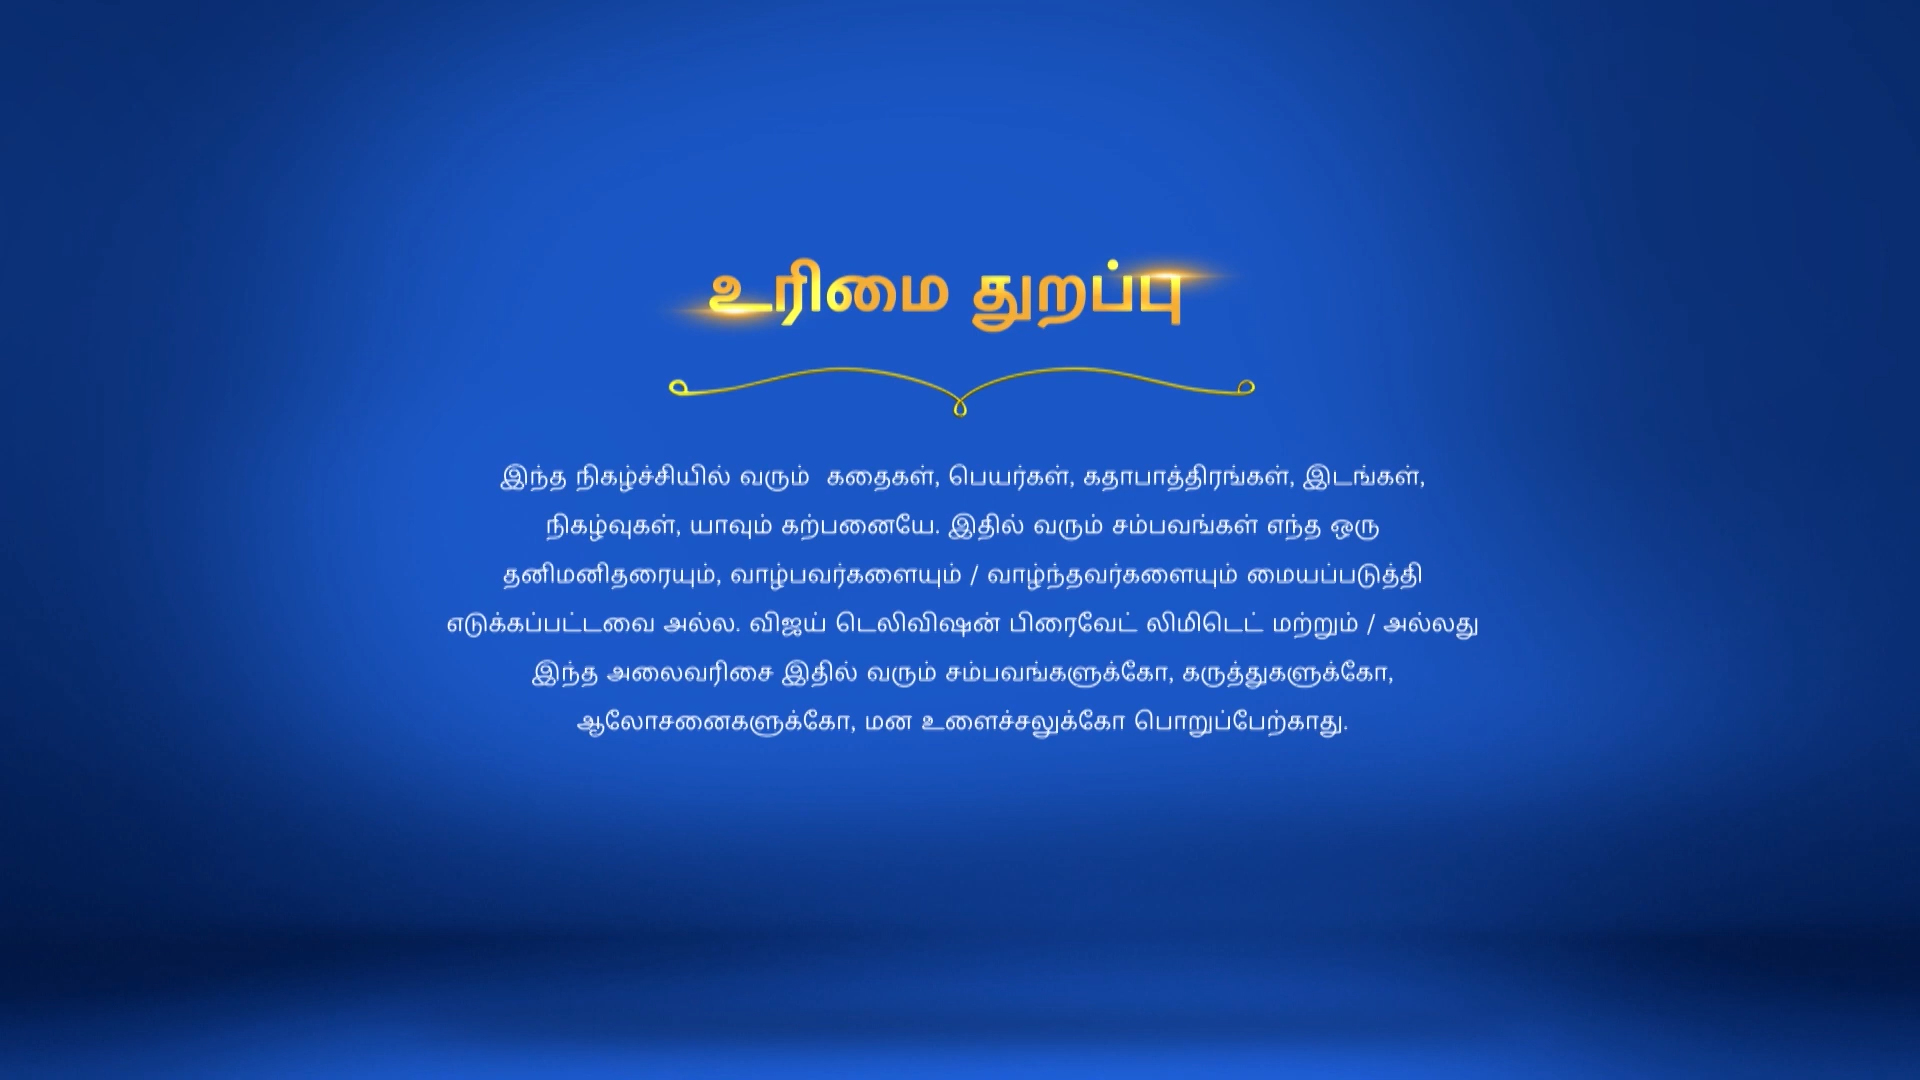 உரிமை துறப்பு
இந்த நிகழ்ச்சியில் வரும் கதைகள், பெயர்கள், கதாபாத்திரங்கள், இடங்கள்,
நிகழ்வுகள், யாவும் கற்பனையே. இதில் வரும் சம்பவங்கள் எந்த ஒரு
தனிமனிதரையும், வாழ்பவர்களையும் / வாழ்ந்தவர்களையும் மையப்படுத்தி
எடுக்கப்பட்டவை அல்ல. விஜய் டெலிவிஷன் பிரைவேட் லிமிடெட் மற்றும் / அல்லது
இந்த அலைவரிசை இதில் வரும் சம்பவங்களுக்கோ, கருத்துகளுக்கோ,
ஆலோசனைகளுக்கோ, மன உளைச்சலுக்கோ பொறுப்பேற்காது.